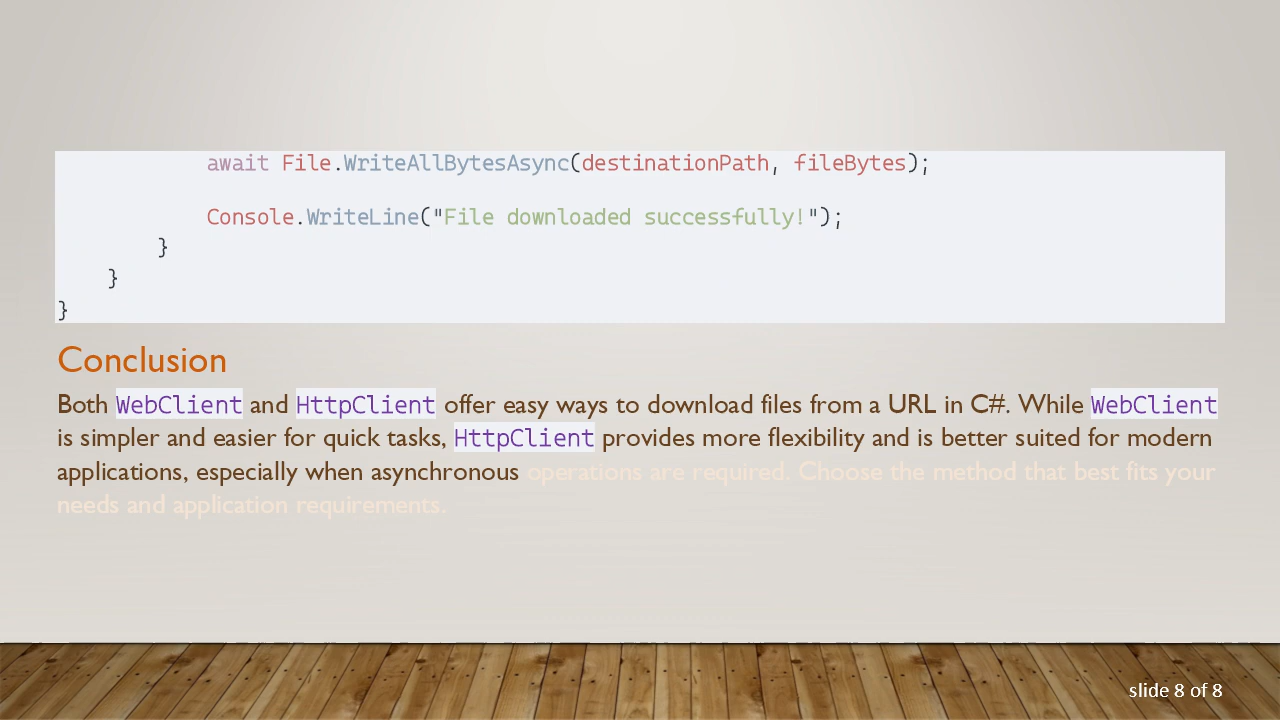 await File.WriteAllBytesAsync(destinationPath, fileBytes);
Console.WriteLine("File downloaded successfully!");
}
}
}
Conclusion
Both WebClient and HttpClient offer easy ways to download files from a URL in C#. While WebClient
is simpler and easier for quick tasks, HttpClient provides more flexibility and is better suited for modern
applications, especially when asynchronous operations are required. Choose the method that best fits your
needs and application requirements.
slide 8 of 8